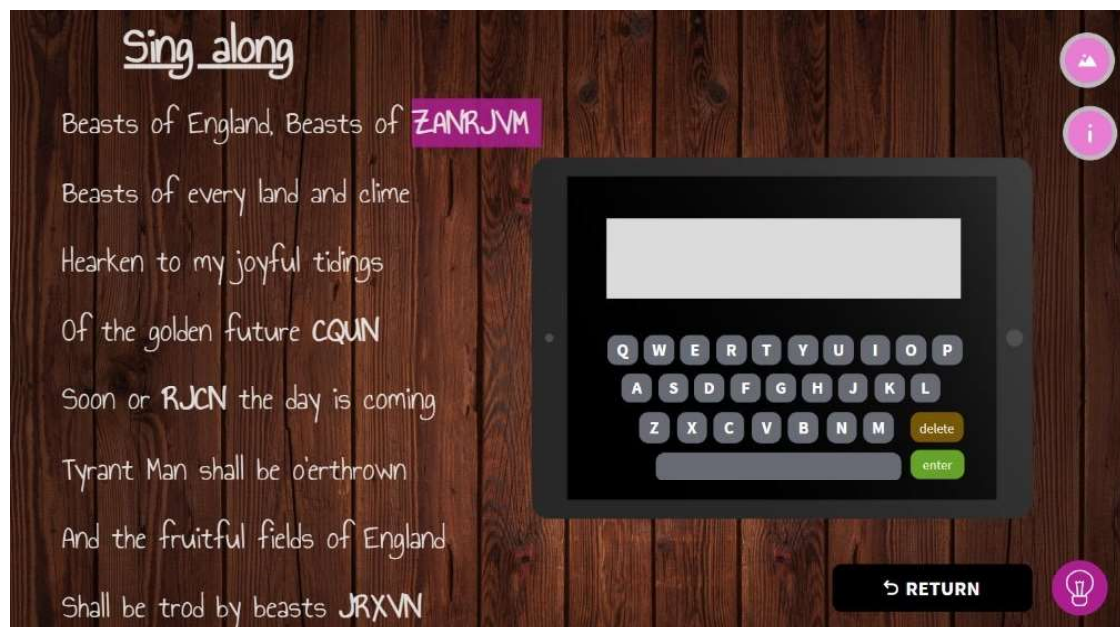 Sing along
Beasts of England, Beasts of ZANRJVM
Beasts of every land and clime
Hearken to my joyful tidings
Of the golden future CQUN
Soon or RJCN the day is coming
Tyrant Man shall be o'erthrown
And the fruitful fields of England
Shall be trod by beasts JRXVN
i
Q W E R T Y U I O P
A S D F G H J K L
Z X C V B N M delete
enter
RETURN